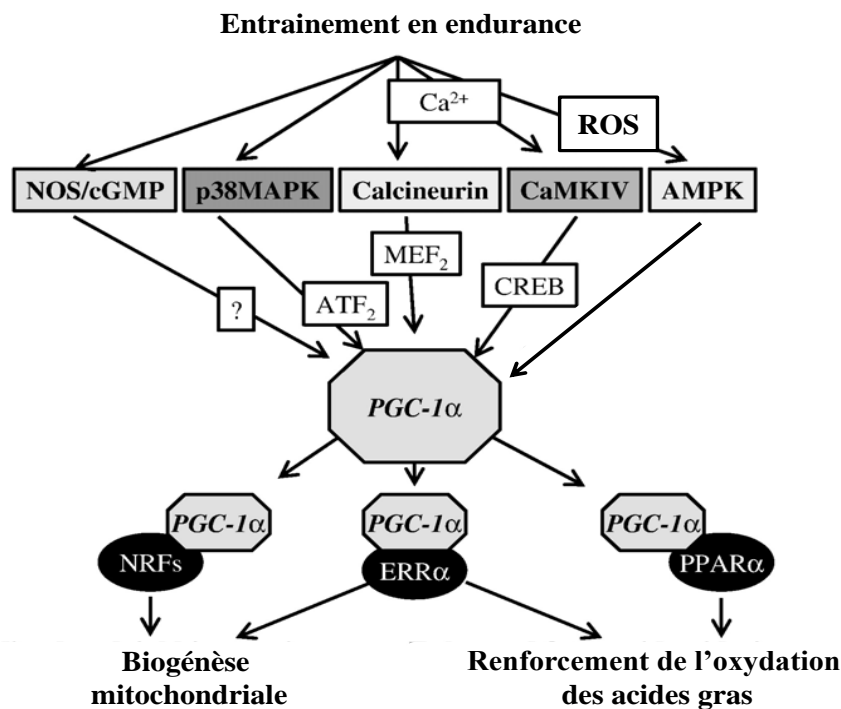 Entrainement en endurance
Ca²⁺
ROS
NOS/cGMP p38MAPK Calcineurin CaMKIV AMPK
MEF₂
? ATF₂ CREB
PGC-1α
PGC-1α PGC-1α PGC-1α
NRFs ERRα PPARα
Biogénèse
mitochondriale
Renforcement de l’oxydation
des acides gras